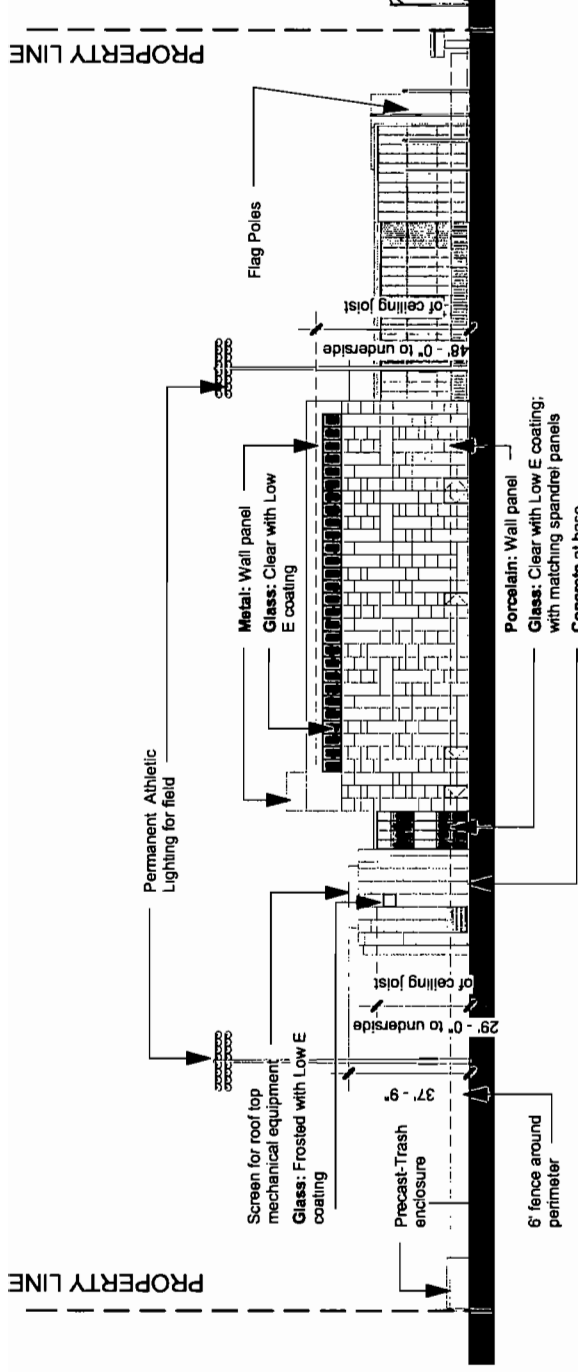 PROPERTY LINE
PROPERTY LINE
Permanent Athletic
Lighting for field
Flag Poles
Screen for roof top
mechanical equipment
Glass: Frosted with Low E
coating
Metal: Wall panel
Glass: Clear with Low
E coating
Precast-Trash
enclosure
37' - 9"
29' - 0" to underside
of ceiling joist
48' - 0" to underside
of ceiling joist
6' fence around
perimeter
Porcelain: Wall panel
Glass: Clear with Low E coating;
with matching spandrel panels
Concrete at base